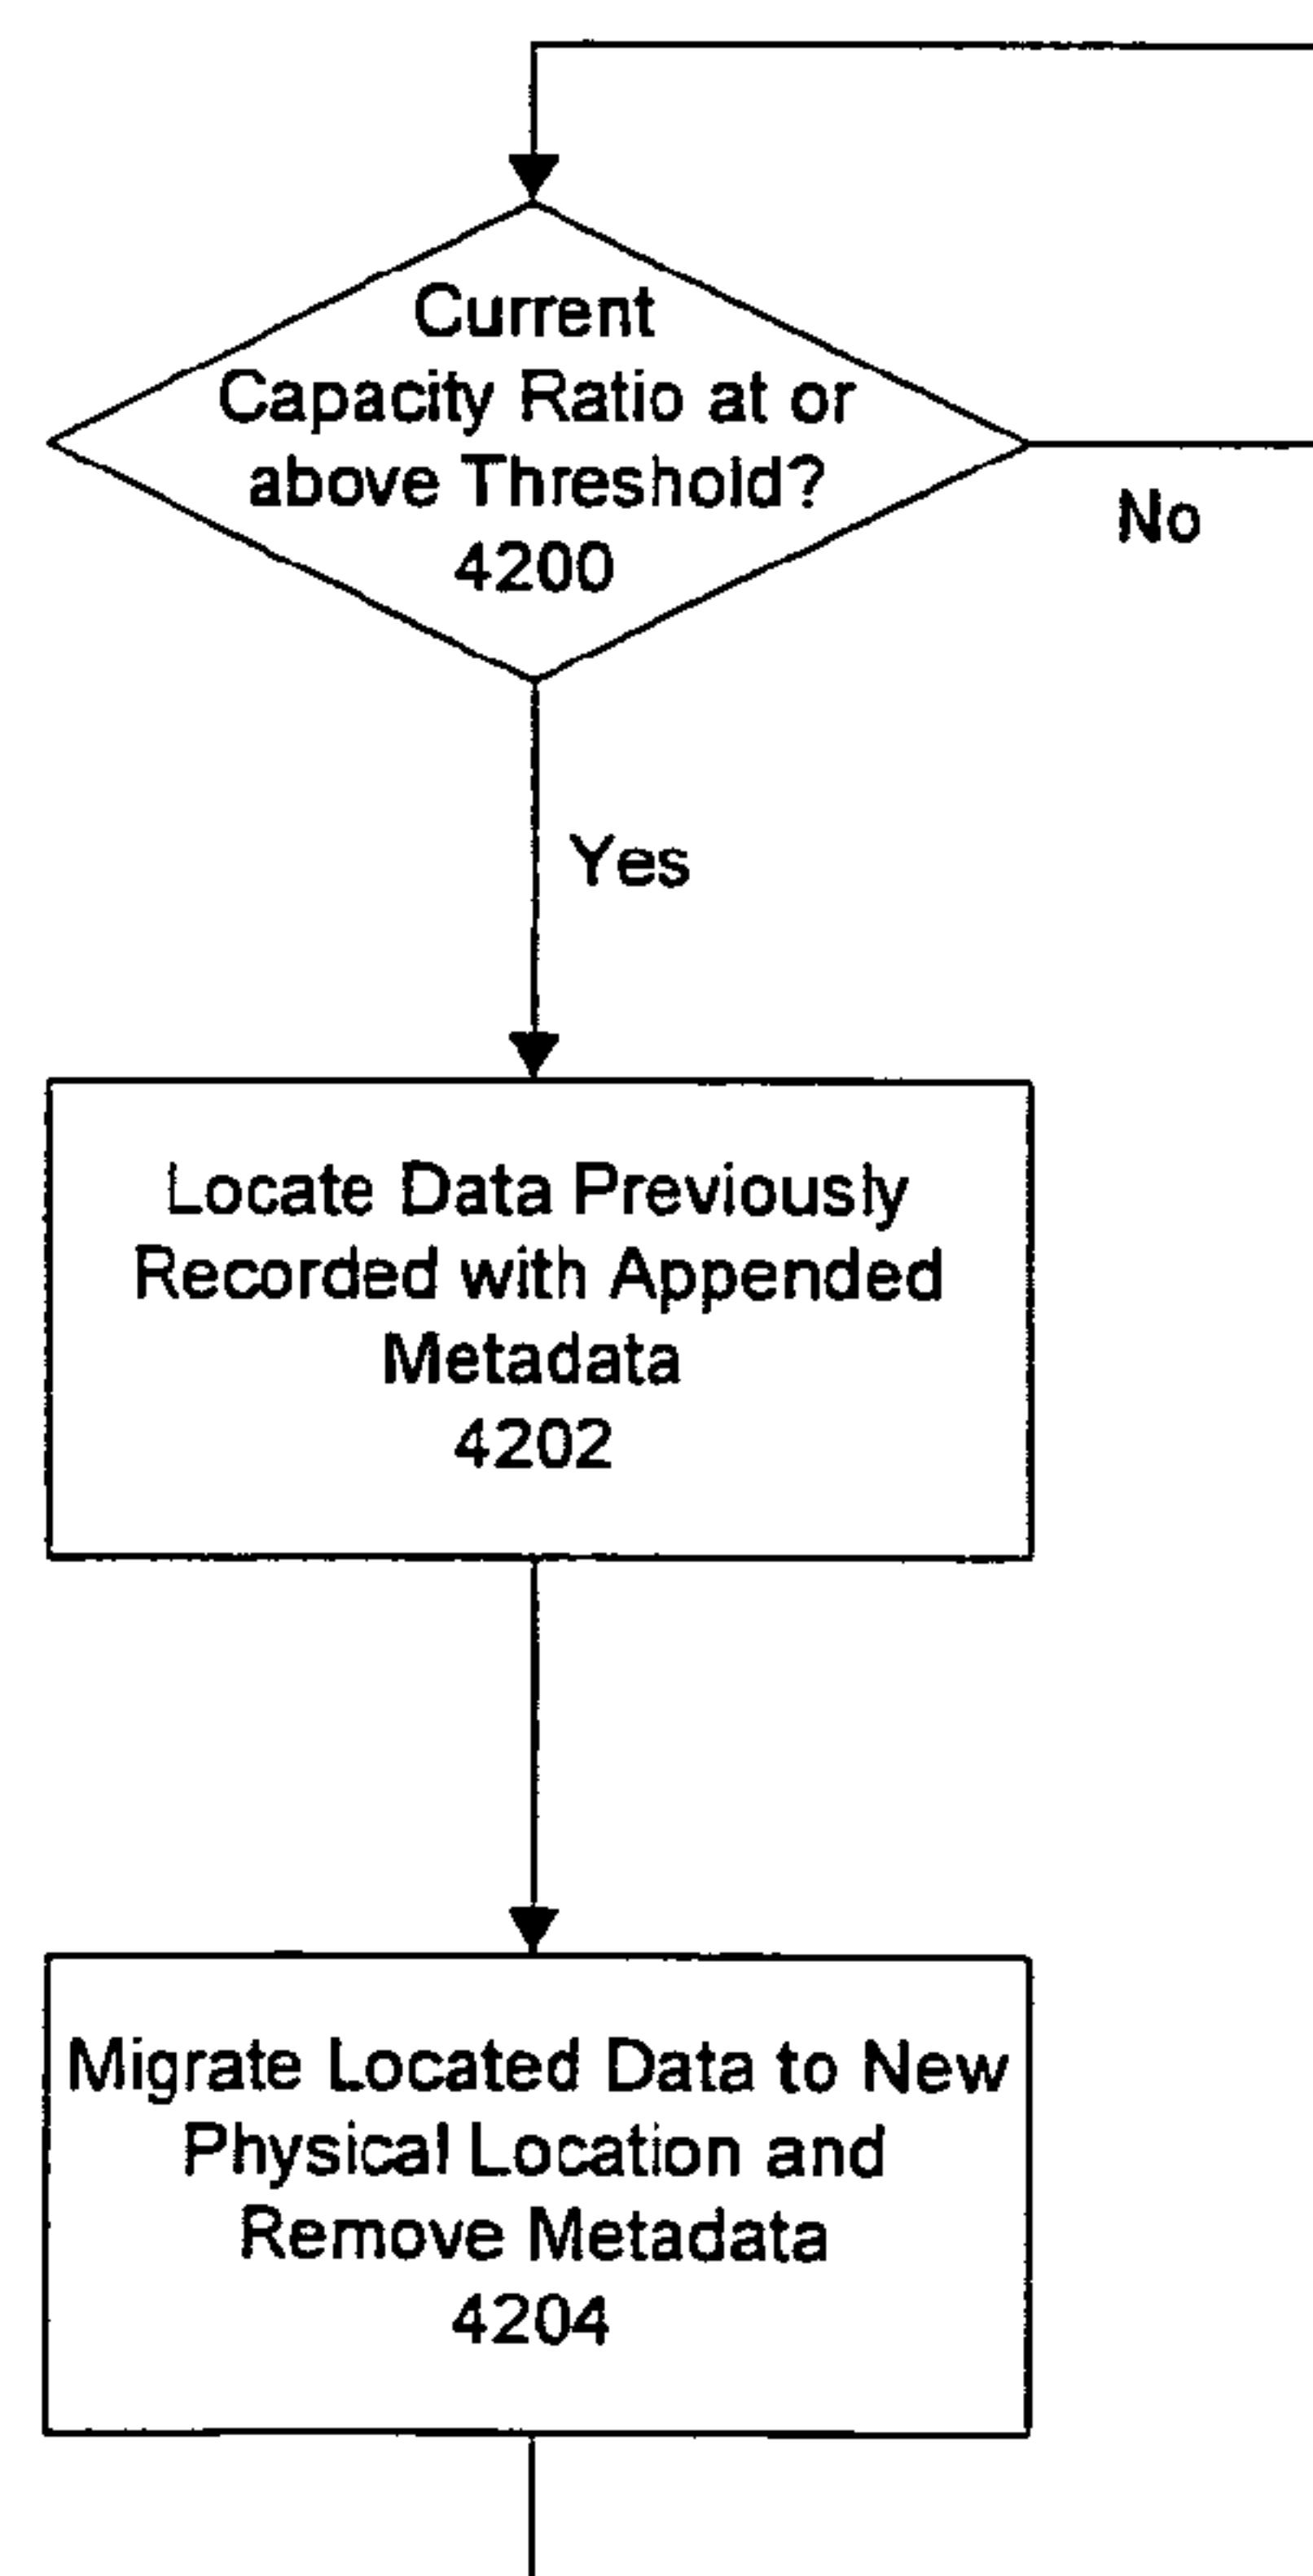 Current
Capacity Ratio at or
above Threshold?
4200
No
Yes
Locate Data Previously
Recorded with Appended
Metadata
4202
Migrate Located Data to New
Physical Location and
Remove Metadata
4204